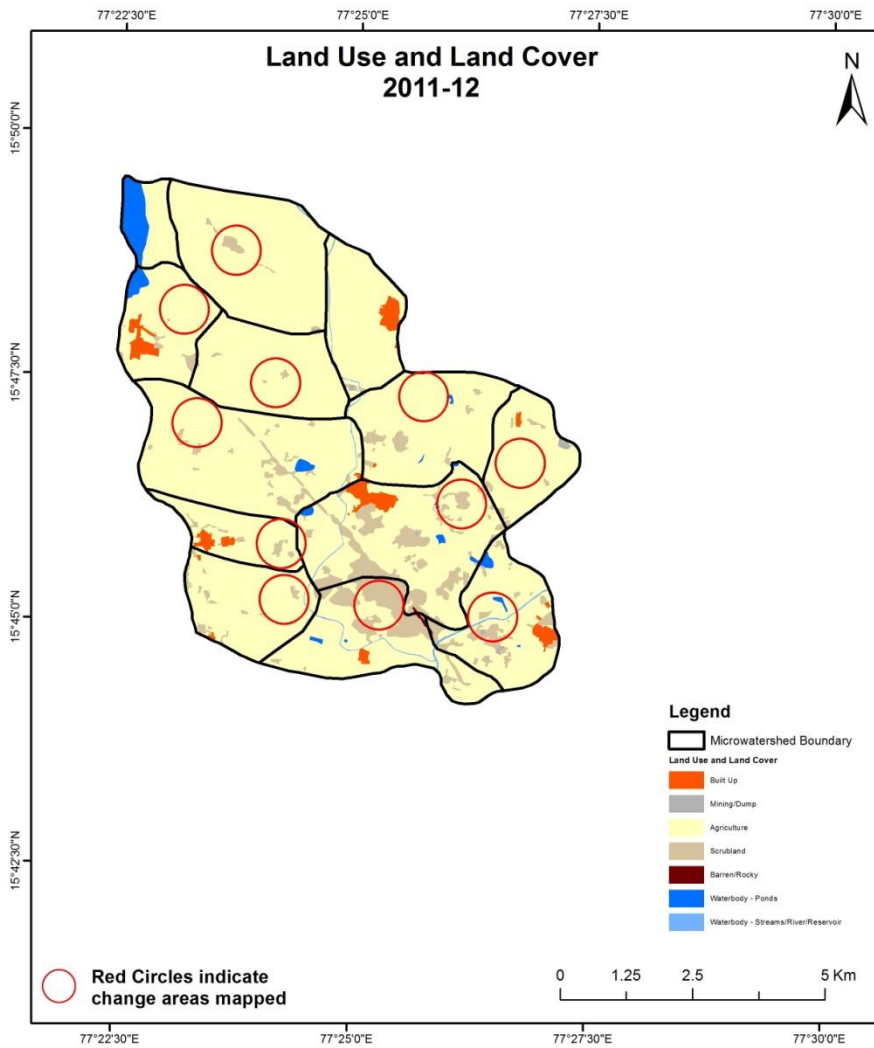 77°22'30"E 77°25'0"E 77°27'30"E 77°30'0"E
Land Use and Land Cover
2011-12
N
15°50'0"N
15°47'30"N
15°45'0"N
15°42'30"N
Legend
Microwatershed Boundary
Land Use and Land Cover
Built Up
Mining/Dump
Agriculture
Scrubland
Barren/Rocky
Waterbody - Ponds
Waterbody - Streams/River/Reservoir
Red Circles indicate
change areas mapped
0 1.25 2.5 5 Km
77°22'30"E 77°25'0"E 77°27'30"E 77°30'0"E